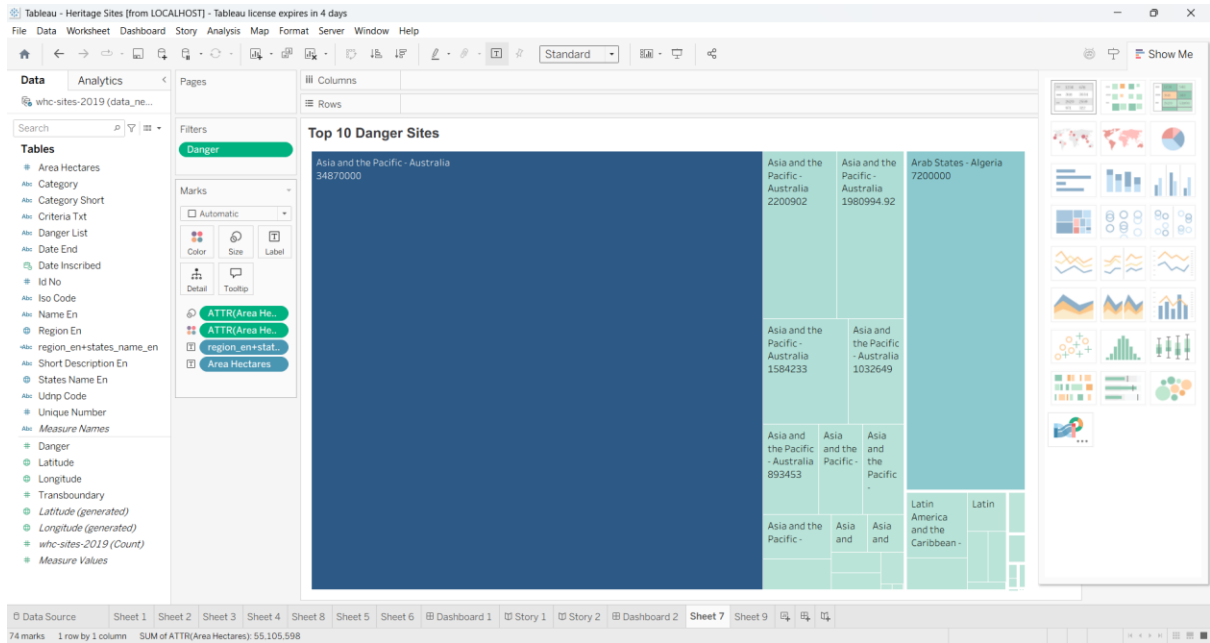 Tableau - Heritage Sites [from LOCALHOST] - Tableau license expires in 4 days
File Data Worksheet Dashboard Story Analysis Map Format Server Window Help
Standard
Show Me
Data Analytics
whc-sites-2019 (data_ne...
Search
Tables
# Area Hectares
Abc Category
Abc Category Short
Abc Criteria Txt
Abc Danger List
Abc Date End
Date Inscribed
# Id No
Abc Iso Code
Abc Name En
Region En
=Abc region_en+states_name_en
Abc Short Description En
States Name En
Abc Udnp Code
# Unique Number
Abc Measure Names
# Danger
Latitude
Longitude
# Transboundary
Latitude (generated)
Longitude (generated)
# whc-sites-2019 (Count)
# Measure Values
Pages
Filters
Danger
Marks
Automatic
Color Size Label
Detail Tooltip
ATTR(Area He..
ATTR(Area He..
region_en+stat..
Area Hectares
Columns
Rows
Top 10 Danger Sites
Asia and the Pacific - Australia
34870000
Asia and the
Pacific -
Australia
2200902
Asia and the
Pacific -
Australia
1980994.92
Arab States - Algeria
7200000
Asia and the
Pacific -
Australia
1584233
Asia and
the Pacific
- Australia
1032649
Asia and
the Pacific
- Australia
893453
Asia
and the
Pacific -
Asia
and
the
Pacific
-
Asia and the
Pacific -
Asia
and
Asia
and
Latin
America
and the
Caribbean -
Latin
Data Source Sheet 1 Sheet 2 Sheet 3 Sheet 4 Sheet 8 Sheet 5 Sheet 6 Dashboard 1 Story 1 Story 2 Dashboard 2 Sheet 7 Sheet 9
74 marks 1 row by 1 column SUM of ATTR(Area Hectares): 55,105,598